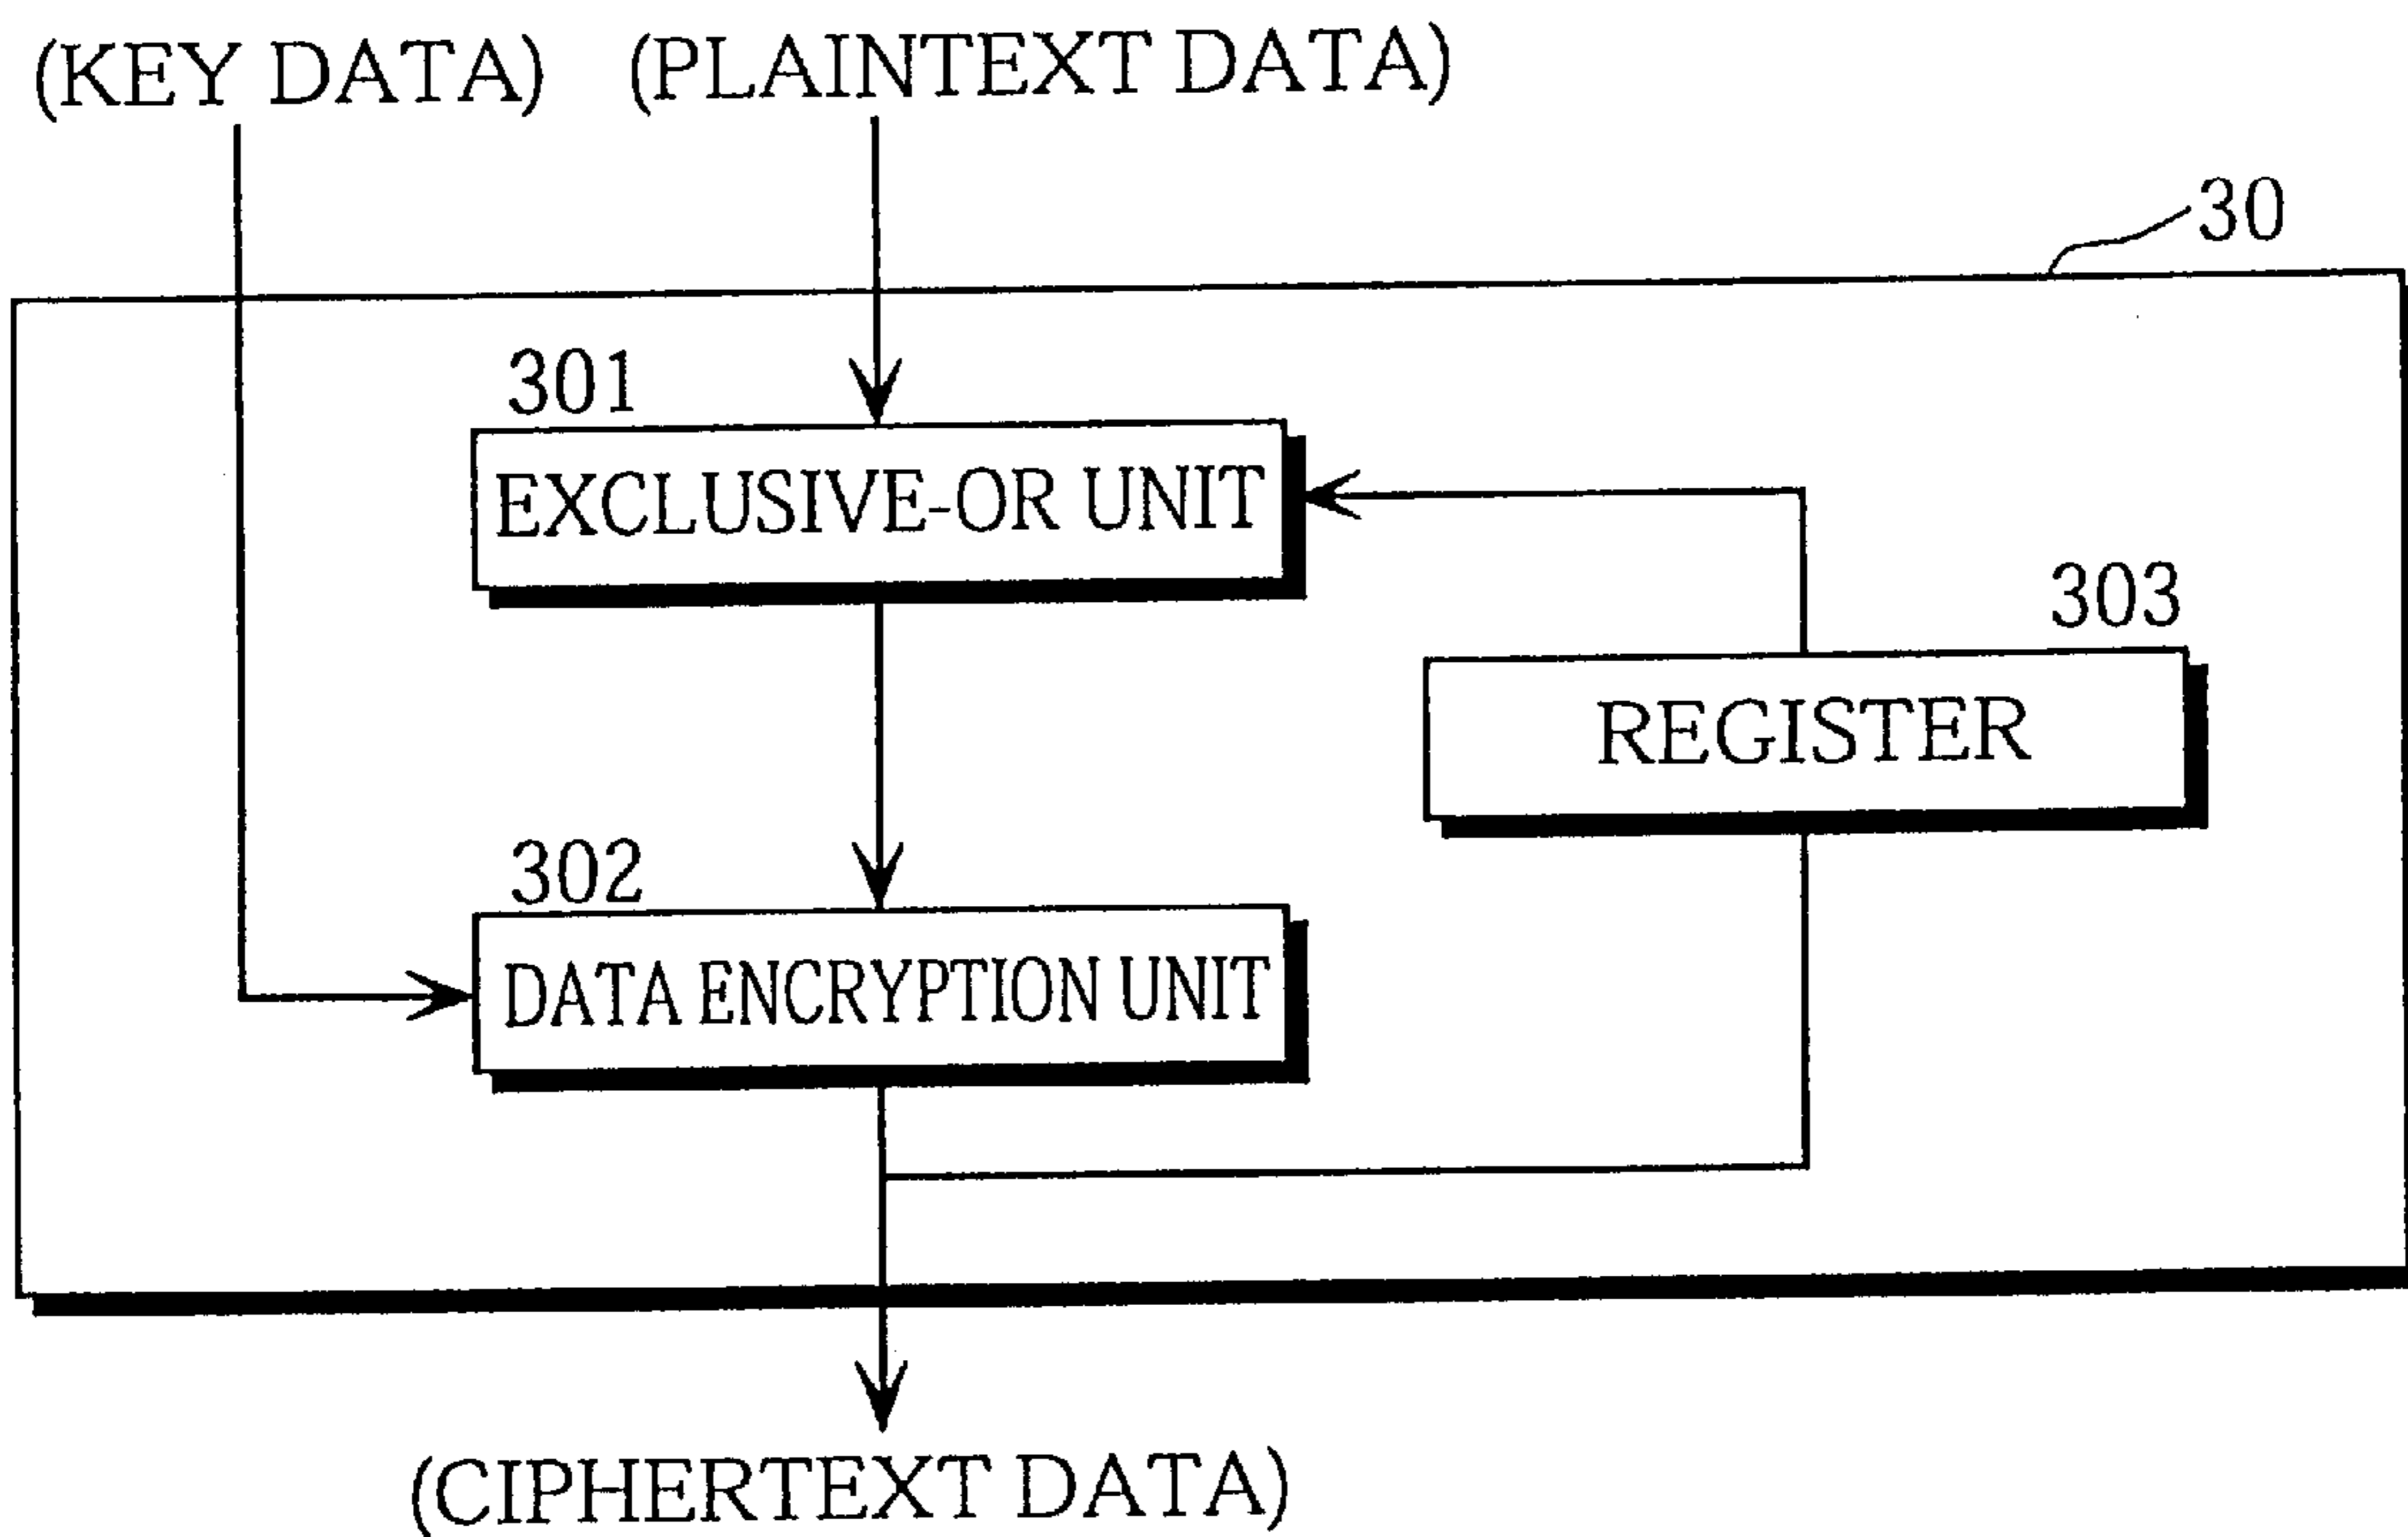 (KEY DATA) (PLAINTEXT DATA)
30
301
EXCLUSIVE-OR UNIT
303
REGISTER
302
DATA ENCRYPTION UNIT
(CIPHERTEXT DATA)